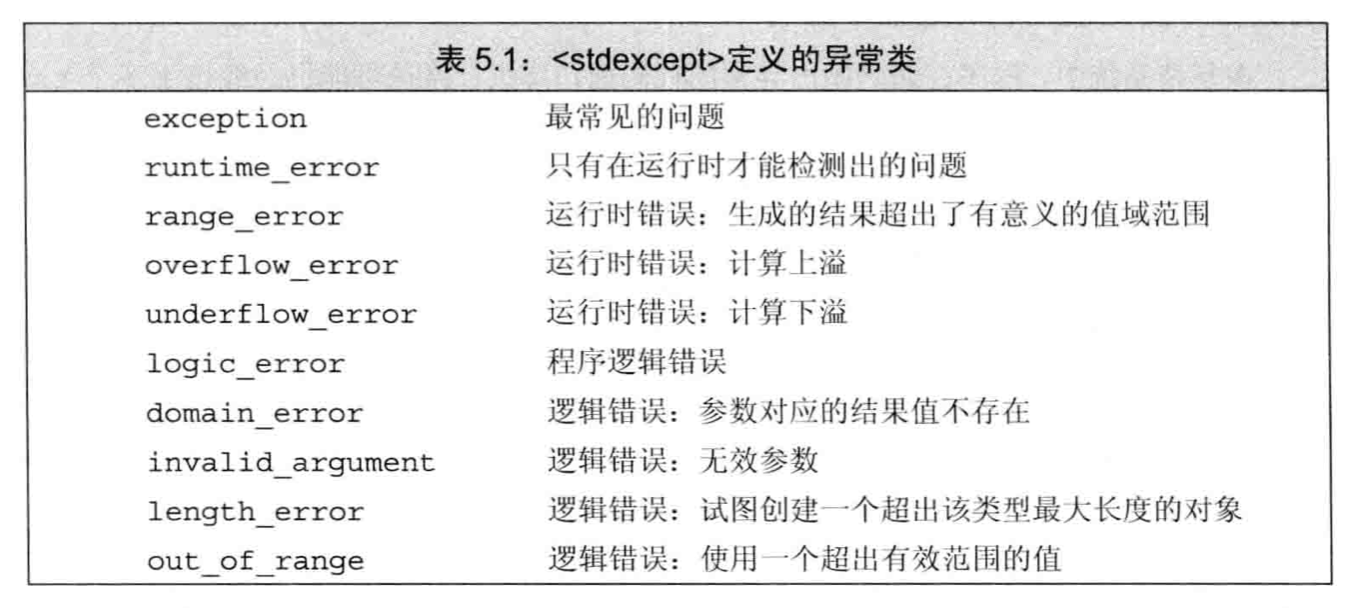 表 5.1：<stdexcept>定义的异常类
exception 最常见的问题
runtime_error 只有在运行时才能检测出的问题
range_error 运行时错误：生成的结果超出了有意义的值域范围
overflow_error 运行时错误：计算上溢
underflow_error 运行时错误：计算下溢
logic_error 程序逻辑错误
domain_error 逻辑错误：参数对应的结果值不存在
invalid_argument 逻辑错误：无效参数
length_error 逻辑错误：试图创建一个超出该类型最大长度的对象
out_of_range 逻辑错误：使用一个超出有效范围的值